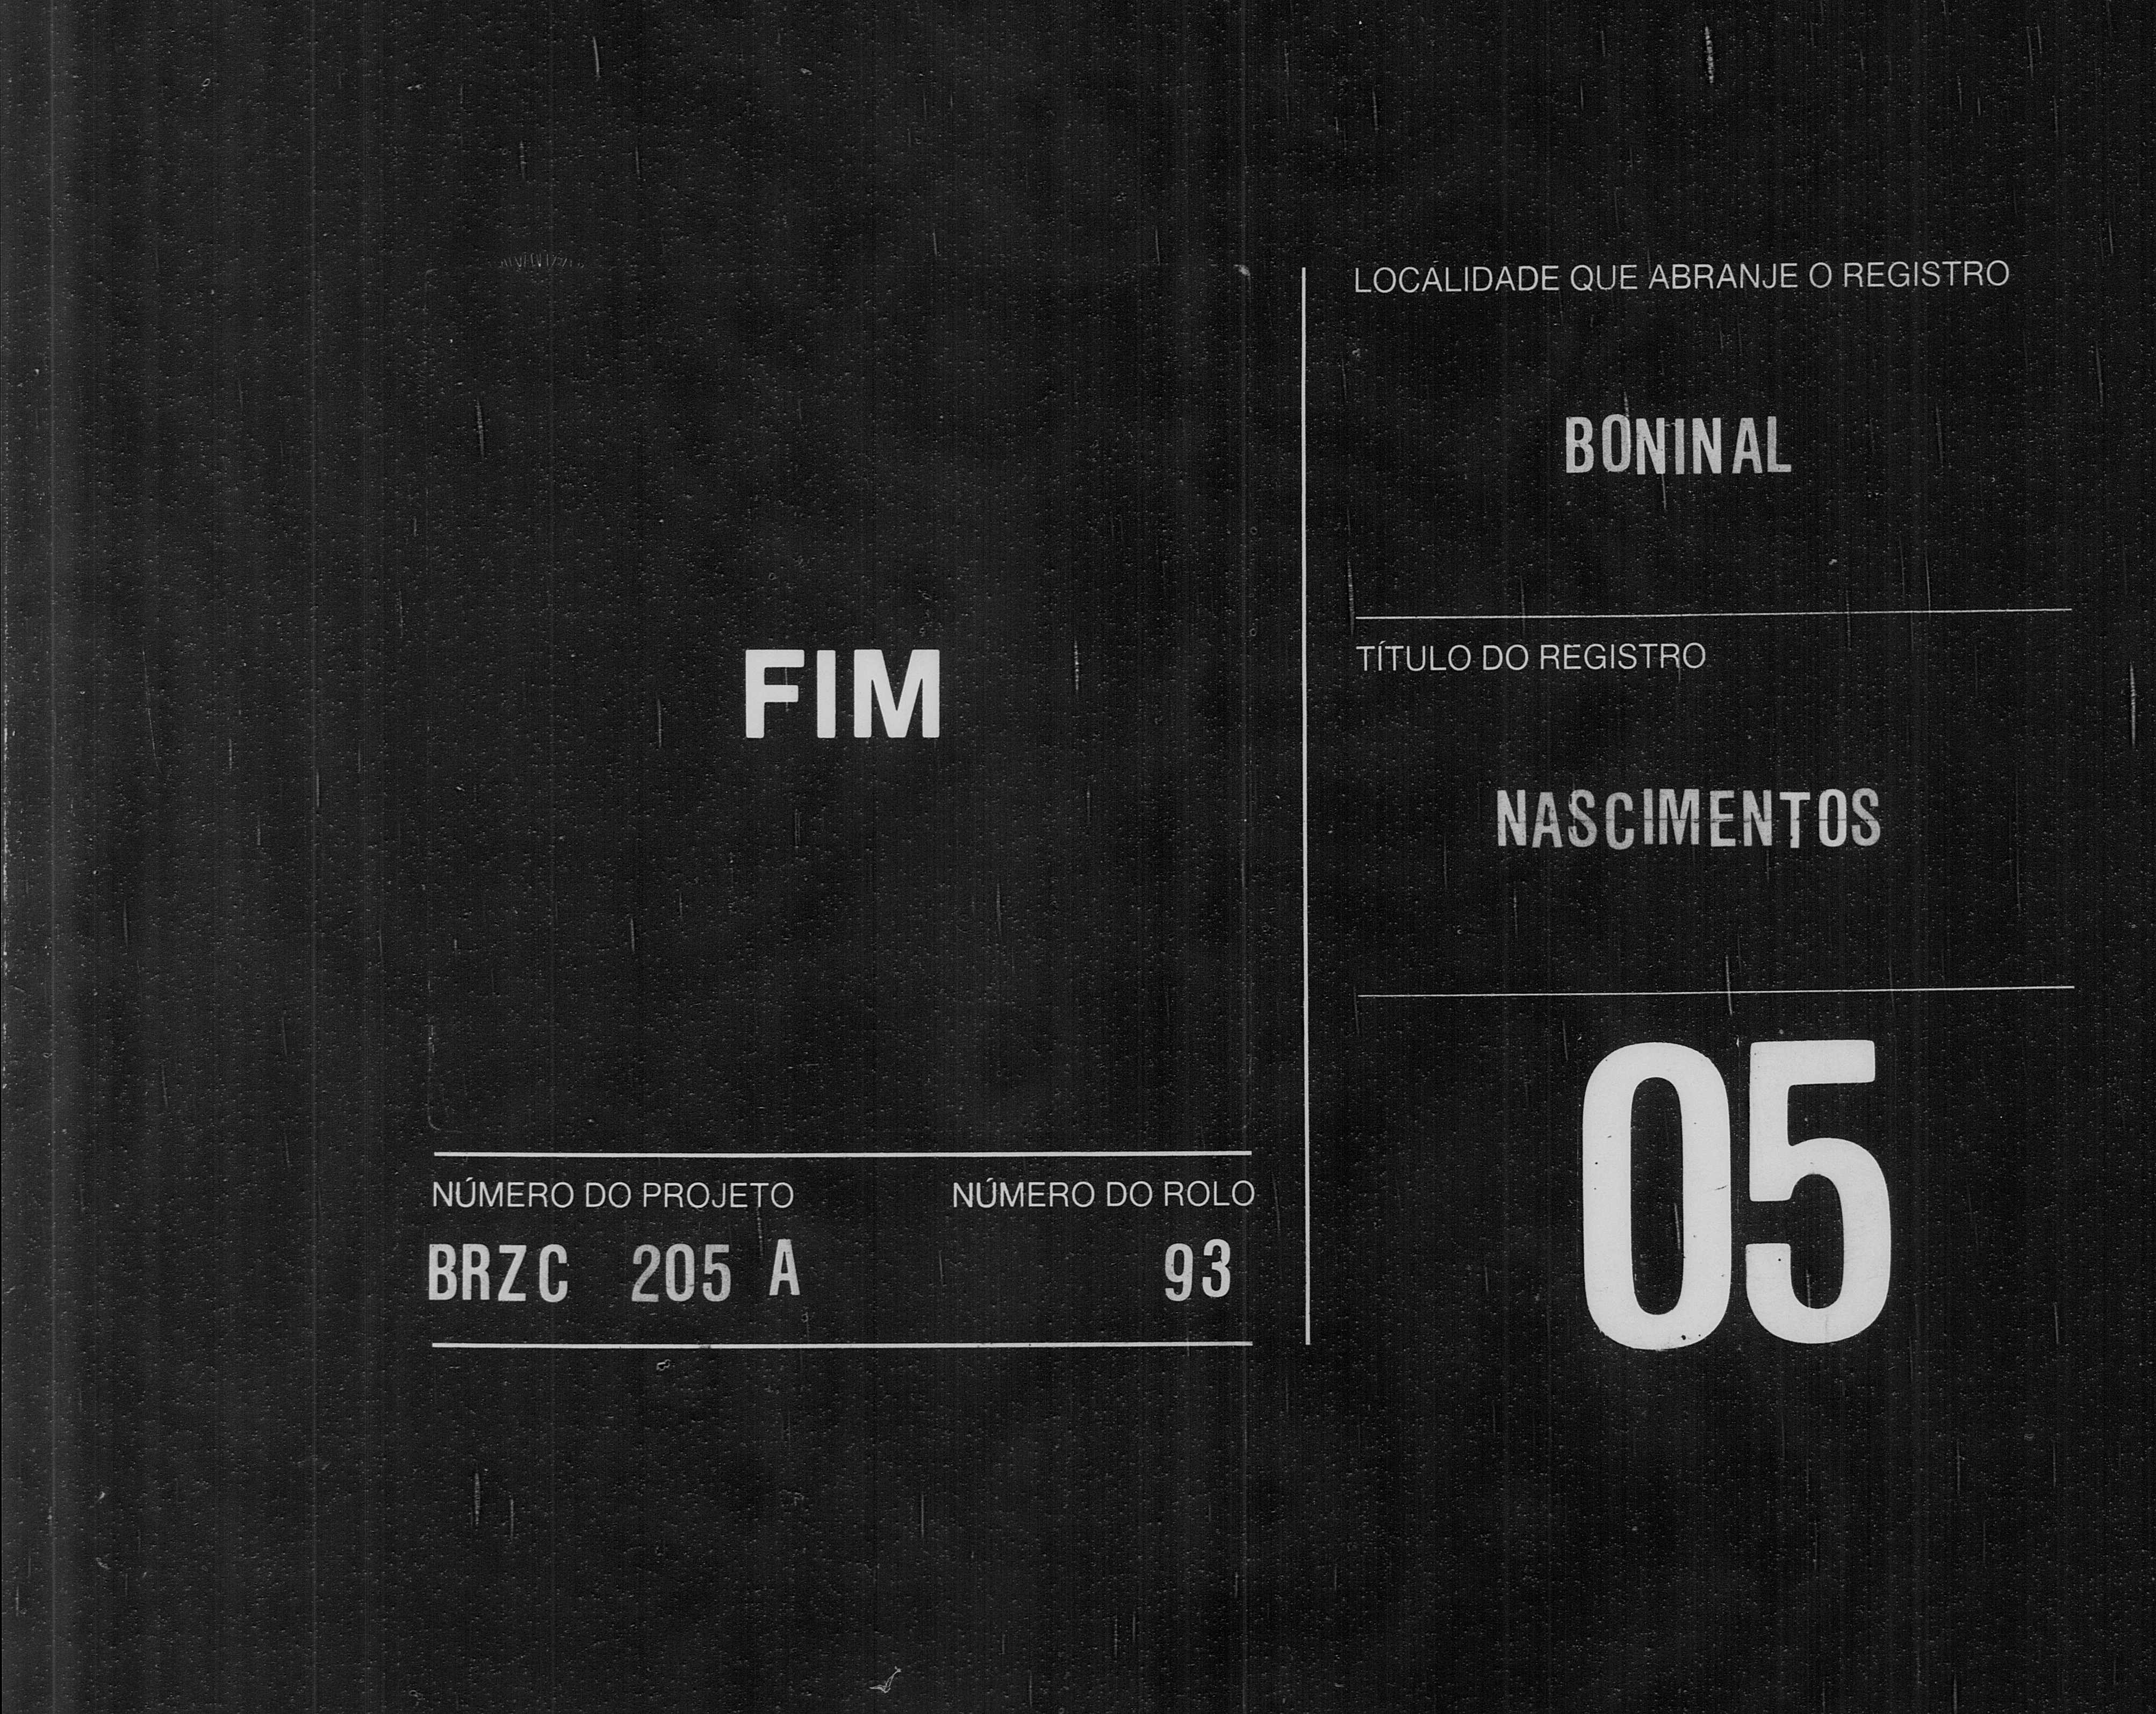 FIM
NÚMERO DO PROJETO
BRZC 205 A
NÚMERO DO ROLO
93
LOCALIDADE QUE ABRANJE O REGISTRO
BONINAL
TÍTULO DO REGISTRO
NASCIMENTOS
05